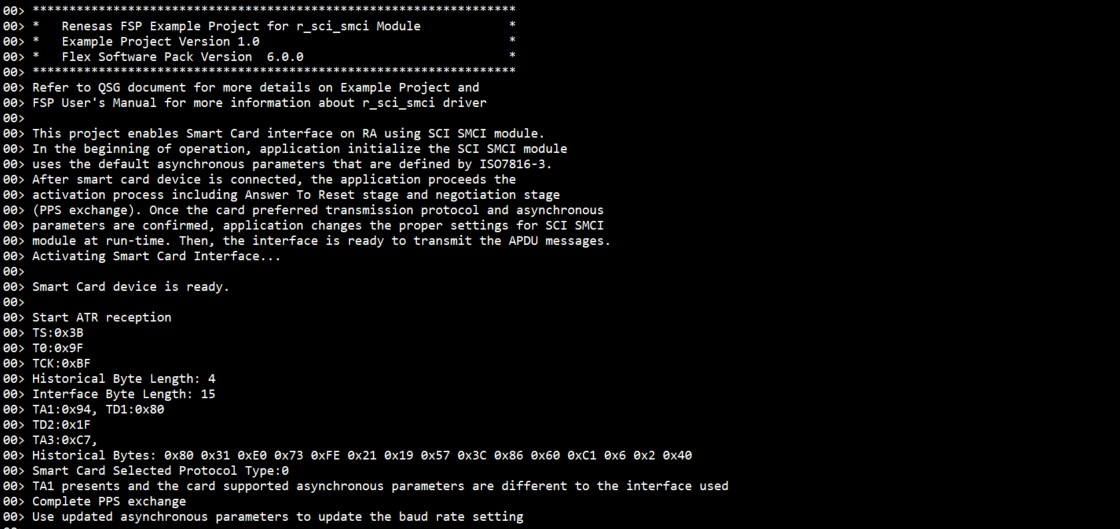 00> *******************************************************************
00> *   Renesas FSP Example Project for r_sci_smci Module             *
00> *   Example Project Version 1.0                                   *
00> *   Flex Software Pack Version  6.0.0                             *
00> *******************************************************************
00> Refer to QSG document for more details on Example Project and
00> FSP User's Manual for more information about r_sci_smci driver
00>
00> This project enables Smart Card interface on RA using SCI SMCI module.
00> In the beginning of operation, application initialize the SCI SMCI module
00> uses the default asynchronous parameters that are defined by ISO7816-3.
00> After smart card device is connected, the application proceeds the
00> activation process including Answer To Reset stage and negotiation stage
00> (PPS exchange). Once the card preferred transmission protocol and asynchronous
00> parameters are confirmed, application changes the proper settings for SCI SMCI
00> module at run-time. Then, the interface is ready to transmit the APDU messages.
00> Activating Smart Card Interface...
00>
00> Smart Card device is ready.
00>
00> Start ATR reception
00> TS:0x3B
00> T0:0x9F
00> TCK:0xBF
00> Historical Byte Length: 4
00> Interface Byte Length: 15
00> TA1:0x94, TD1:0x80
00> TD2:0x1F
00> TA3:0xC7,
00> Historical Bytes: 0x80 0x31 0xE0 0x73 0xFE 0x21 0x19 0x57 0x3C 0x86 0x60 0xC1 0x6 0x2 0x40
00> Smart Card Selected Protocol Type:0
00> TA1 presents and the card supported asynchronous parameters are different to the interface used
00> Complete PPS exchange
00> Use updated asynchronous parameters to update the baud rate setting